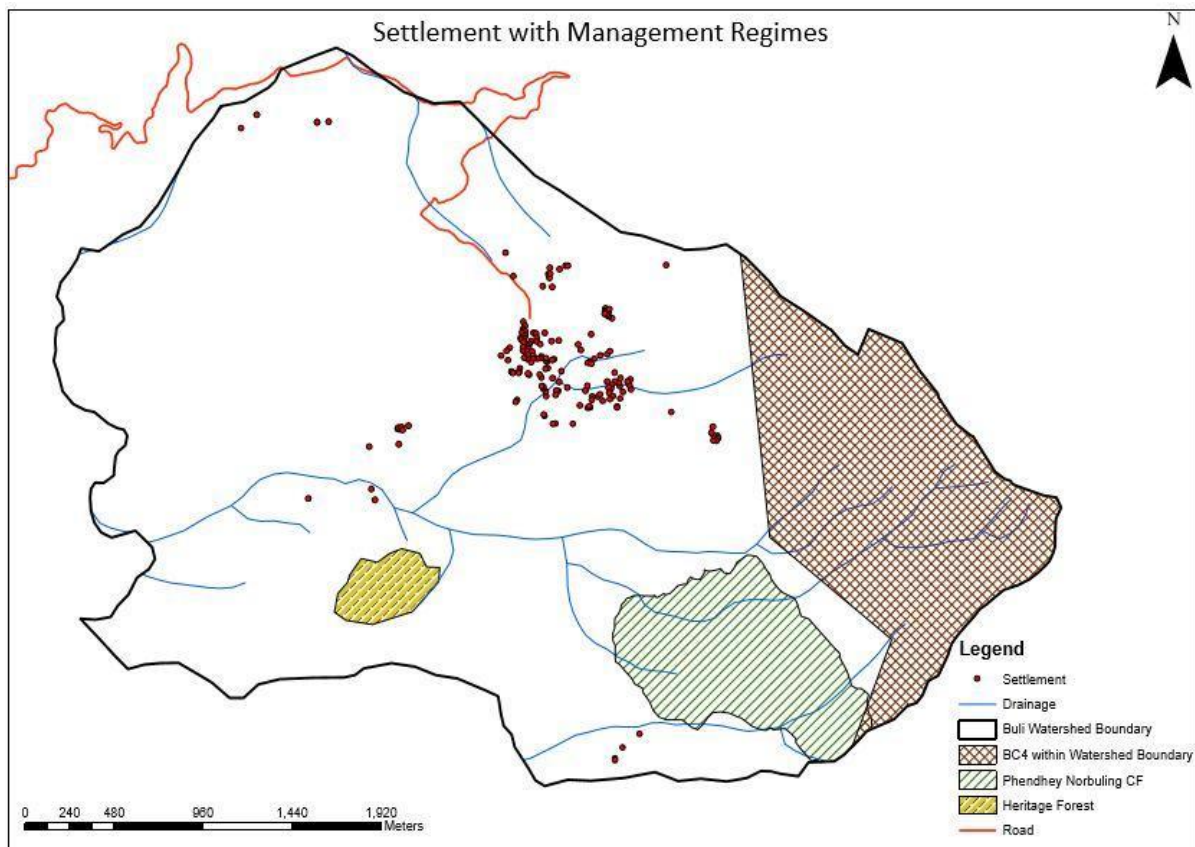 Settlement with Management Regimes
N
Legend
Settlement
Drainage
Buli Watershed Boundary
BC4 within Watershed Boundary
Phendhey Norbuling CF
Heritage Forest
Road
0 240 480 960 1,440 1,920
Meters